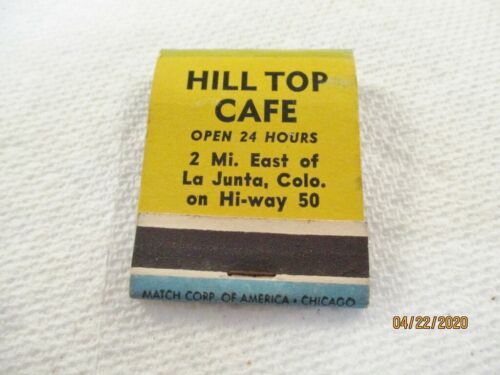 HILL TOP
CAFE
OPEN 24 HOURS
2 Mi. East of
La Junta, Colo.
on Hi-way 50
MATCH CORP. OF AMERICA • CHICAGO
04/22/2020